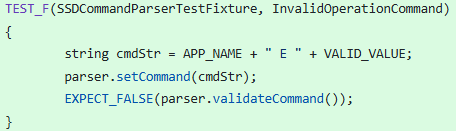 TEST_F(SSDCommandParserTestFixture, InvalidOperationCommand)
{
string cmdStr = APP_NAME + " E " + VALID_VALUE;
parser.setCommand(cmdStr);
EXPECT_FALSE(parser.validateCommand());
}